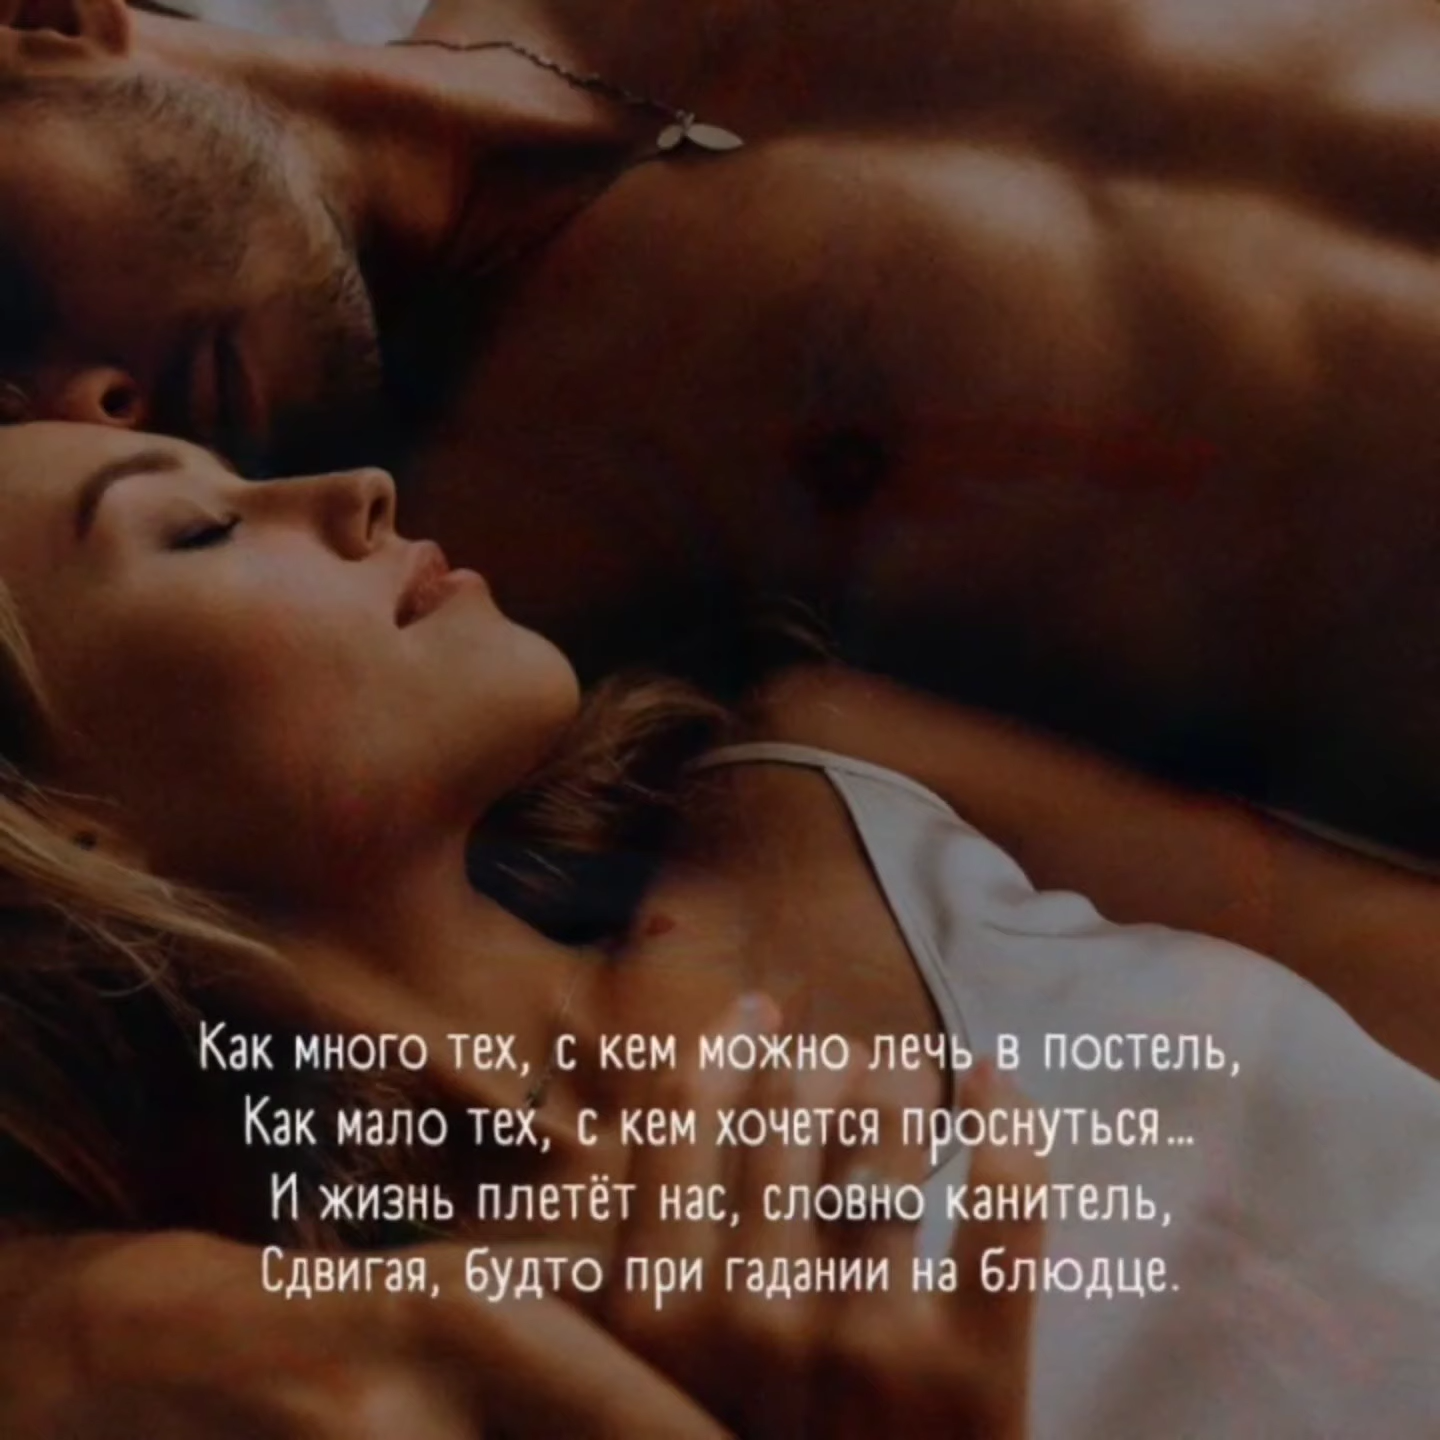 Как много тех, с кем можно лечь в постель,
Как мало тех, с кем хочется проснуться...
И жизнь плетёт нас, словно канитель,
Сдвигая, будто при гадании на блюдце.